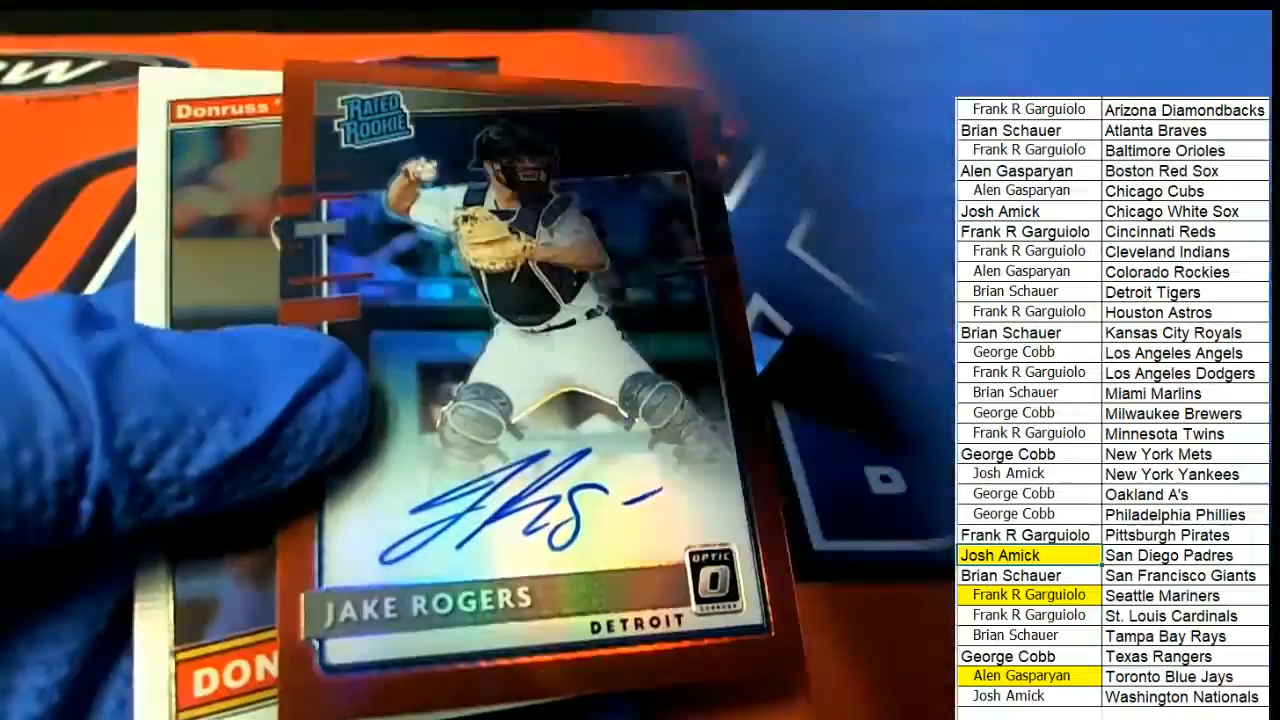 W
Donruss '
RATED
ROOKIE
OPTIC
JAKE ROGERS
DETROIT
DON
Frank R Garguiolo Arizona Diamondbacks
Brian Schauer Atlanta Braves
Frank R Garguiolo Baltimore Orioles
Alen Gasparyan Boston Red Sox
Alen Gasparyan Chicago Cubs
Josh Amick Chicago White Sox
Frank R Garguiolo Cincinnati Reds
Frank R Garguiolo Cleveland Indians
Alen Gasparyan Colorado Rockies
Brian Schauer Detroit Tigers
Frank R Garguiolo Houston Astros
Brian Schauer Kansas City Royals
George Cobb Los Angeles Angels
Frank R Garguiolo Los Angeles Dodgers
Brian Schauer Miami Marlins
George Cobb Milwaukee Brewers
Frank R Garguiolo Minnesota Twins
George Cobb New York Mets
Josh Amick New York Yankees
George Cobb Oakland A's
George Cobb Philadelphia Phillies
Frank R Garguiolo Pittsburgh Pirates
Josh Amick San Diego Padres
Brian Schauer San Francisco Giants
Frank R Garguiolo Seattle Mariners
Frank R Garguiolo St. Louis Cardinals
Brian Schauer Tampa Bay Rays
George Cobb Texas Rangers
Alen Gasparyan Toronto Blue Jays
Josh Amick Washington Nationals